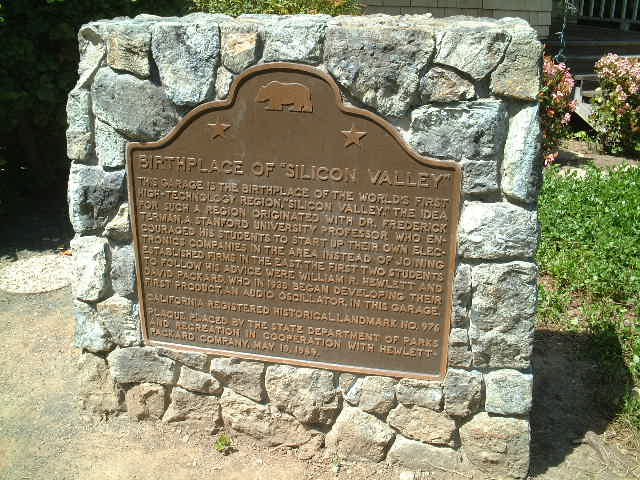 BIRTHPLACE OF "SILICON VALLEY"
THIS GARAGE IS THE BIRTHPLACE OF THE WORLD'S FIRST
HIGH-TECHNOLOGY REGION, "SILICON VALLEY." THE IDEA
FOR SUCH A REGION ORIGINATED WITH DR. FREDERICK
TERMAN, A STANFORD UNIVERSITY PROFESSOR WHO EN-
COURAGED HIS STUDENTS TO START UP THEIR OWN ELEC-
TRONICS COMPANIES IN THE AREA INSTEAD OF JOINING
ESTABLISHED FIRMS IN THE EAST. THE FIRST TWO STUDENTS
TO FOLLOW HIS ADVICE WERE WILLIAM R. HEWLETT AND
DAVID PACKARD, WHO IN 1938 BEGAN DEVELOPING THEIR
FIRST PRODUCT, AN AUDIO OSCILLATOR, IN THIS GARAGE.
CALIFORNIA REGISTERED HISTORICAL LANDMARK NO. 976
PLAQUE PLACED BY THE STATE DEPARTMENT OF PARKS
AND RECREATION IN COOPERATION WITH HEWLETT-
PACKARD COMPANY, MAY 19, 1989.